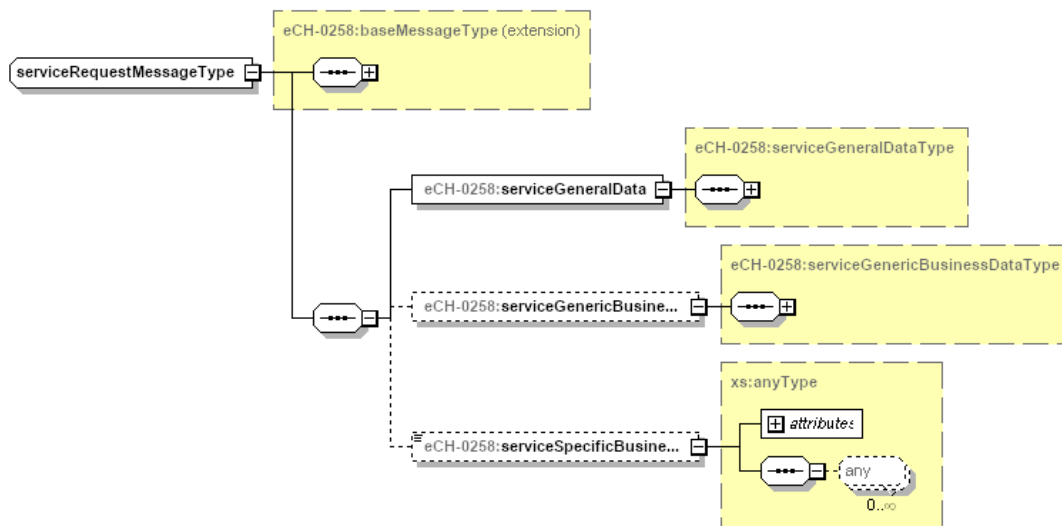 eCH-0258:baseMessageType (extension)
serviceRequestMessageType
eCH-0258:serviceGeneralDataType
eCH-0258:serviceGeneralData
eCH-0258:serviceGenericBusinessDataType
eCH-0258:serviceGenericBusine...
xs:anyType
attributes
eCH-0258:serviceSpecificBusine...
any
0..∞